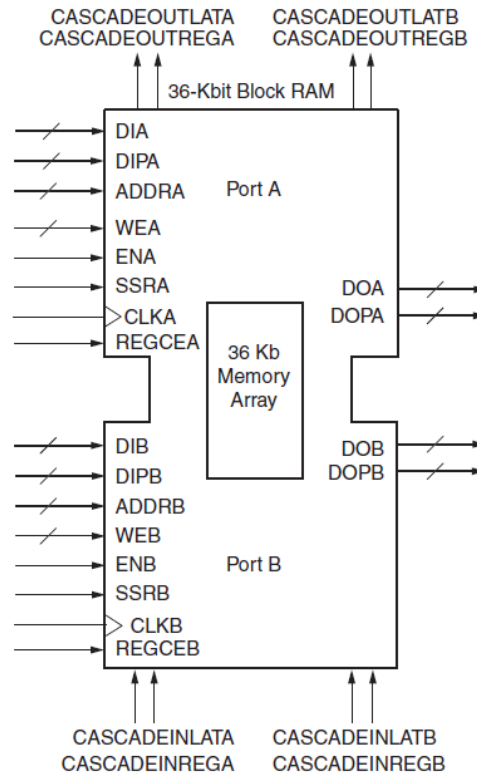 CASCADEOUTLATA CASCADEOUTLATB
CASCADEOUTREGA CASCADEOUTREGB
36-Kbit Block RAM
DIA
DIPA
ADDRA
Port A
WEA
ENA
SSRA
DOA
CLKA
DOPA
REGCEA
36 Kb
Memory
Array
DIB
DOB
DIPB
DOPB
ADDRB
WEB
ENB
Port B
SSRB
CLKB
REGCEB
CASCADEINLATA CASCADEINLATB
CASCADEINREGA CASCADEINREGB